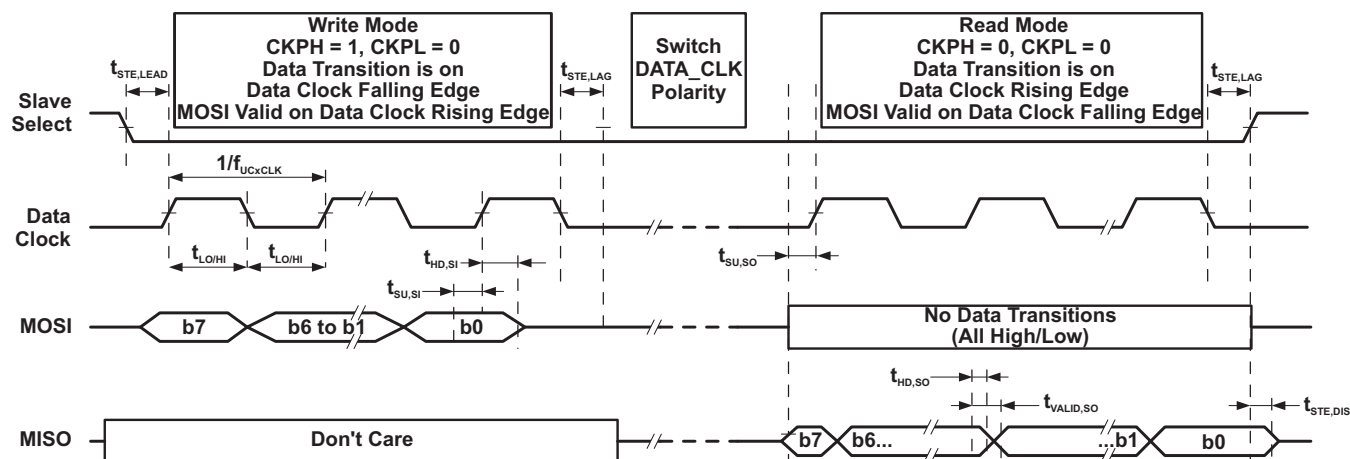 Write Mode
CKPH = 1, CKPL = 0
Data Transition is on
Data Clock Falling Edge
MOSI Valid on Data Clock Rising Edge
Switch
DATA_CLK
Polarity
Read Mode
CKPH = 0, CKPL = 0
Data Transition is on
Data Clock Rising Edge
MOSI Valid on Data Clock Falling Edge
tSTE,LEAD
tSTE,LAG
tSTE,LAG
Slave
Select
1/fUCxCLK
Data
Clock
tLO/HI
tLO/HI
tHD,SI
tSU,SI
tSU,SO
MOSI
b7
b6 to b1
b0
No Data Transitions
(All High/Low)
tHD,SO
tVALID,SO
tSTE,DIS
MISO
Don't Care
b7
b6...
...b1
b0